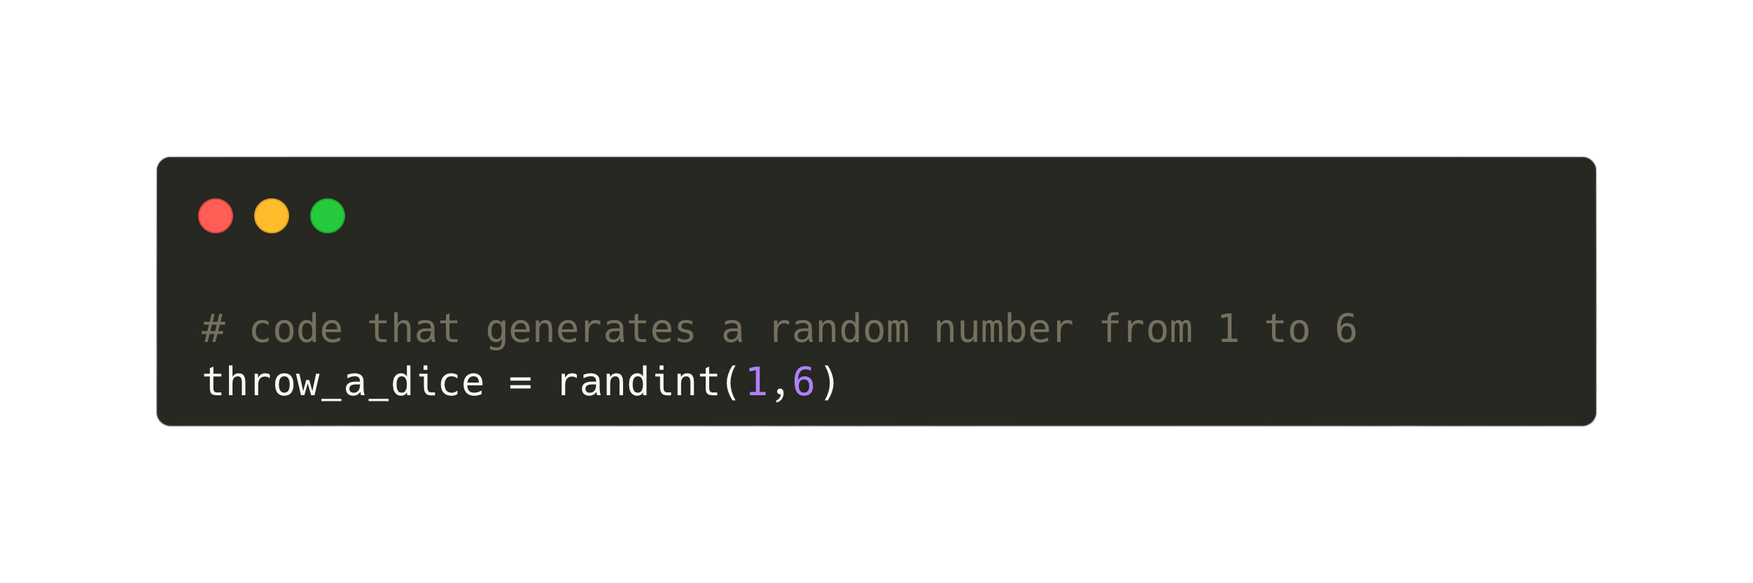 # code that generates a random number from 1 to 6
throw_a_dice = randint(1,6)